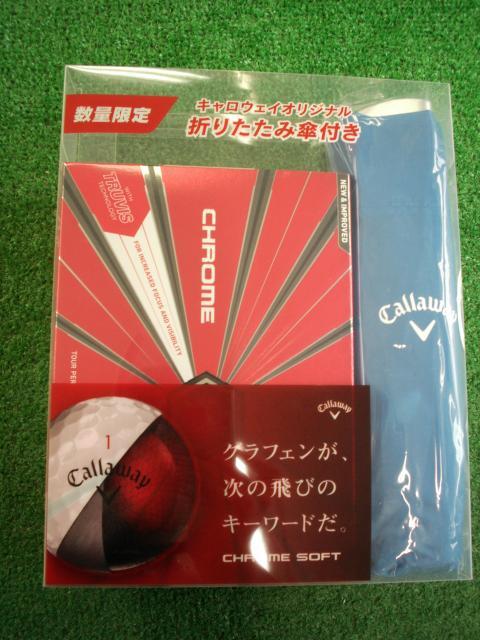 数量限定
キャロウェイオリジナル
折りたたみ傘付き
WITH
TRUVIS
TECHNOLOGY
NEW & IMPROVED
CHROME
FOR INCREASED FOCUS AND VISIBILITY
TOUR PER
Callaway
Callaway
グラフェンが、
次の飛びの
キーワードだ。
CHROME SOFT
1
Callaway